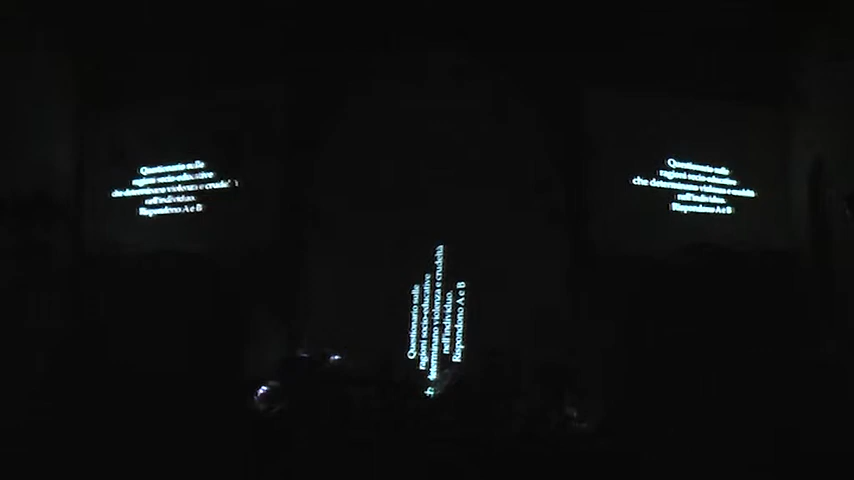 Questionario sulle
ragioni socio-educative
che determinano violenza e crudeltà
nell'individuo.
Rispondono A e B
Questionario sulle
ragioni socio-educative
che determinano violenza e crudeltà
nell'individuo.
Rispondono A e B
Questionario sulle
ragioni socio-educative
che determinano violenza e crudeltà
nell'individuo.
Rispondono A e B